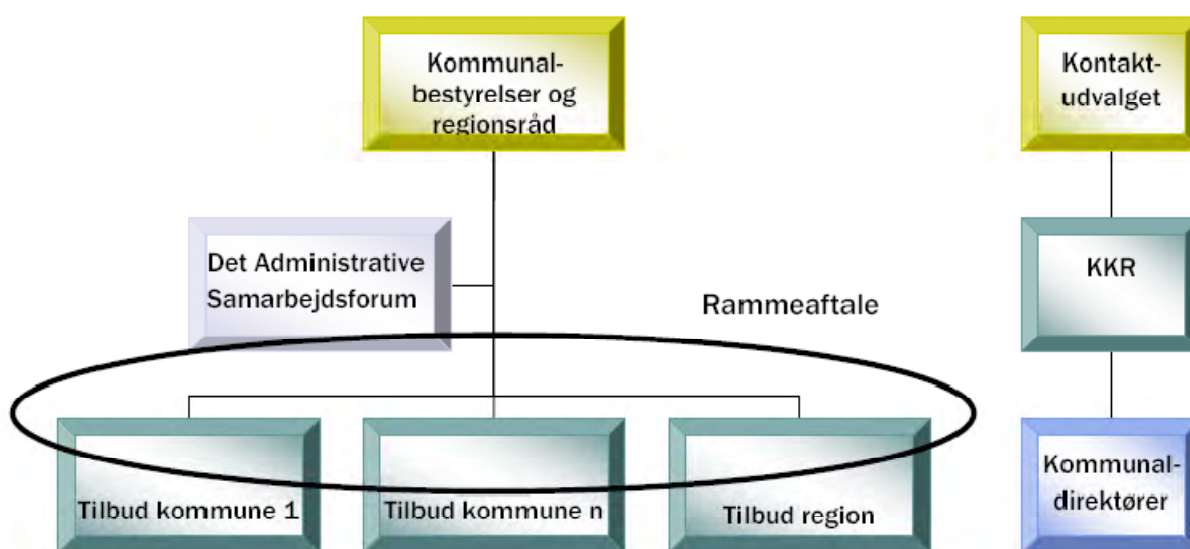 Kommunal-
bestyrelser og
regionsråd
Kontakt-
udvalget
Det Administrative
Samarbejdsforum
KKR
Rammeaftale
Tilbud kommune 1
Tilbud kommune n
Tilbud region
Kommunal-
direktører